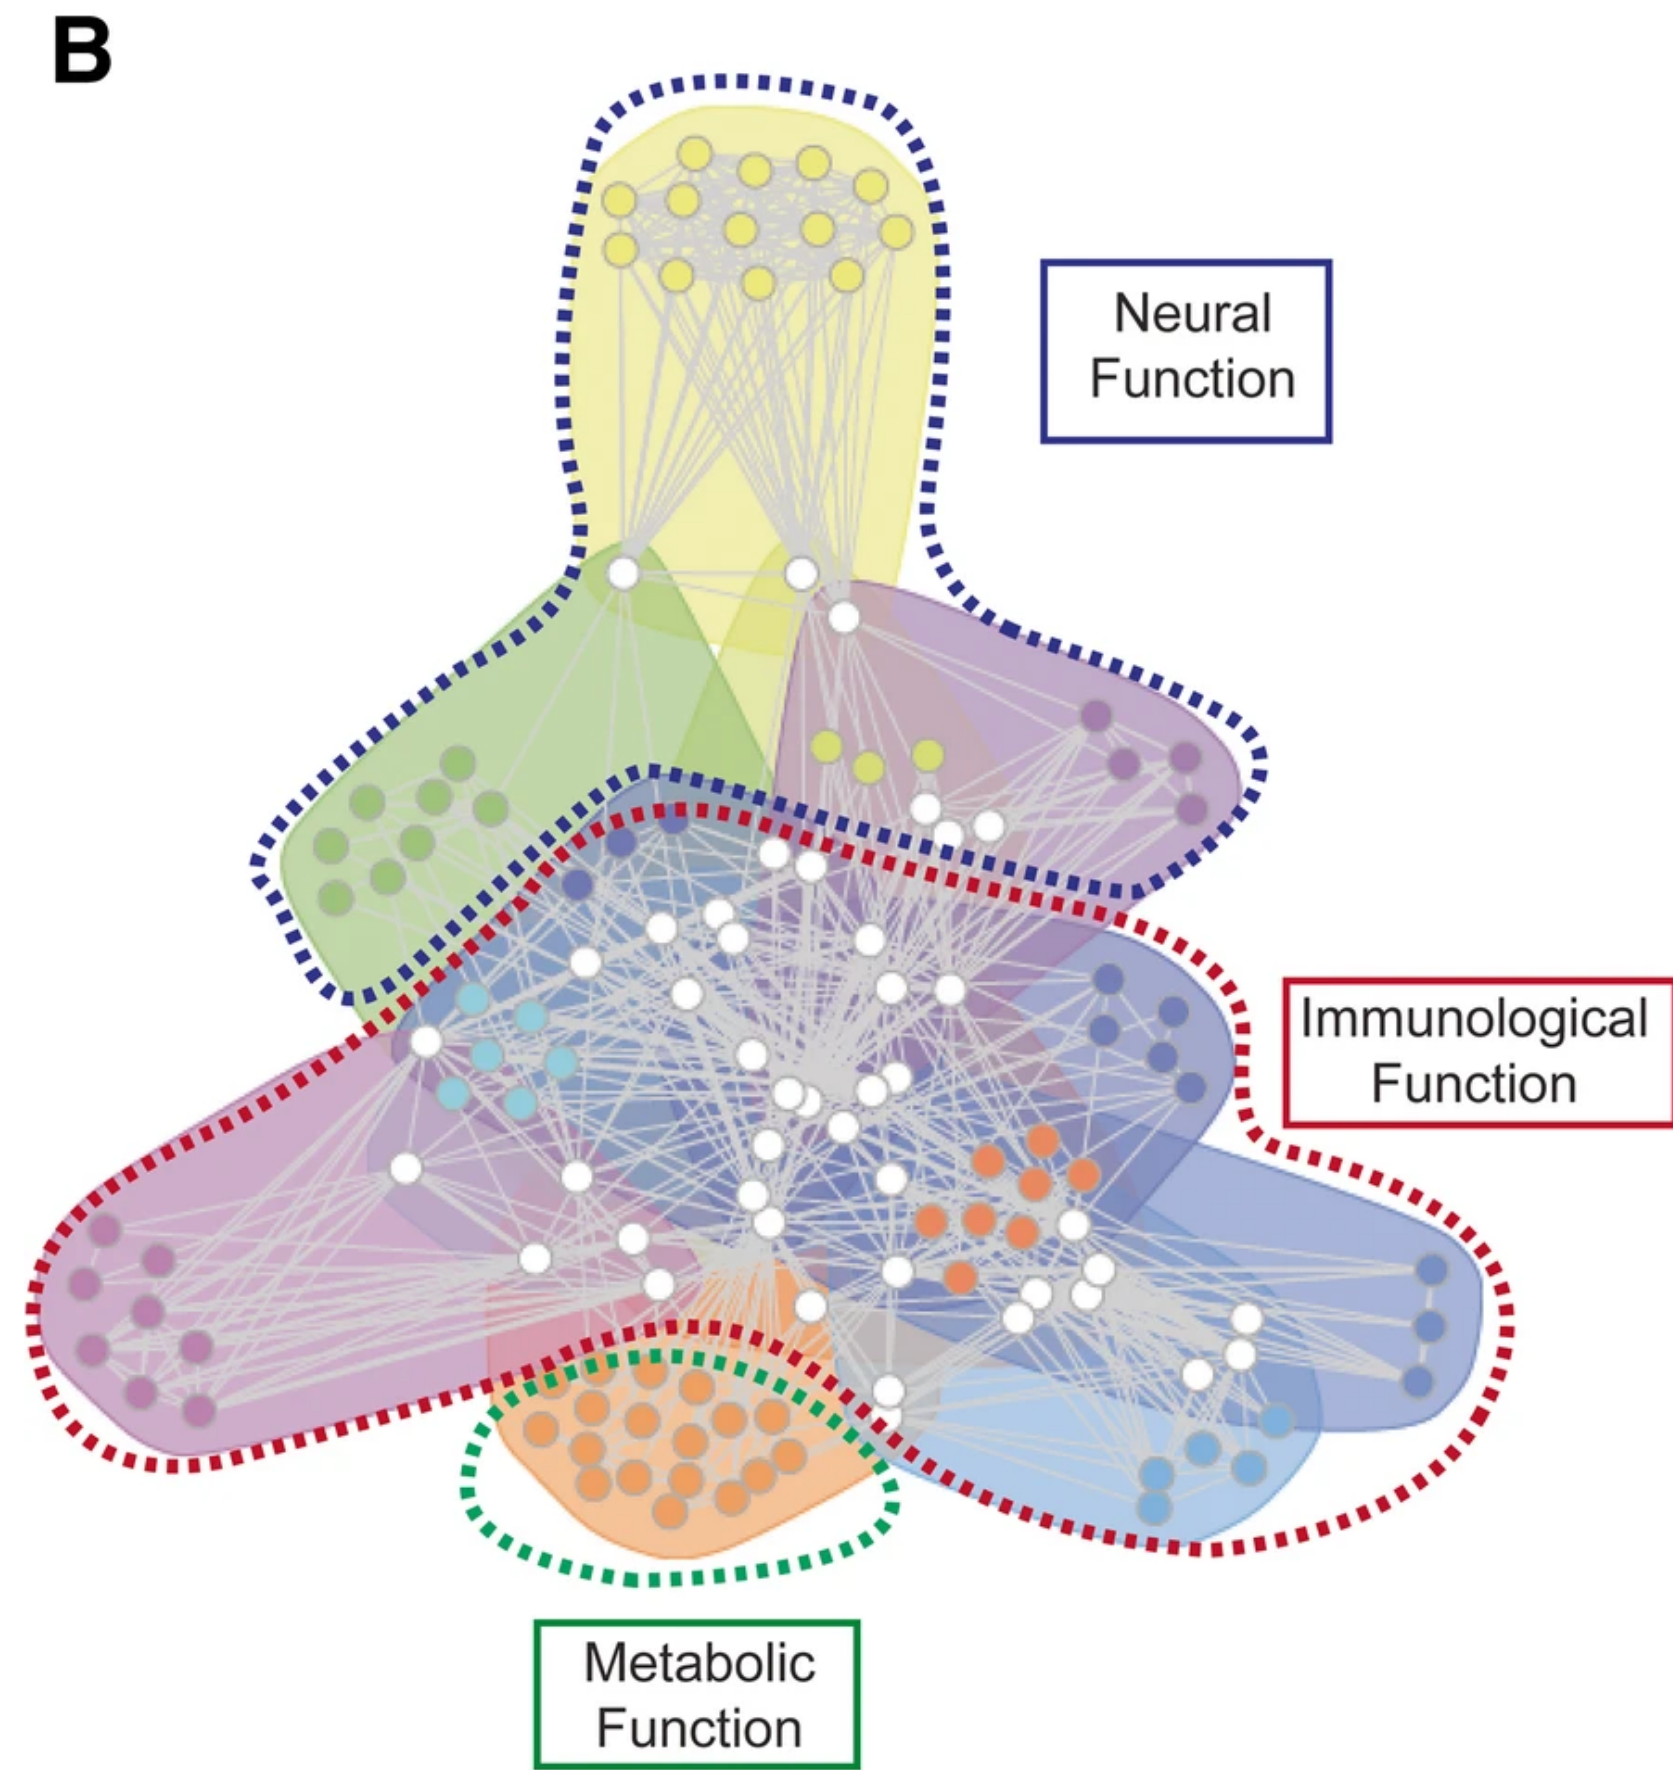 B
Neural
Function
Immunological
Function
Metabolic
Function